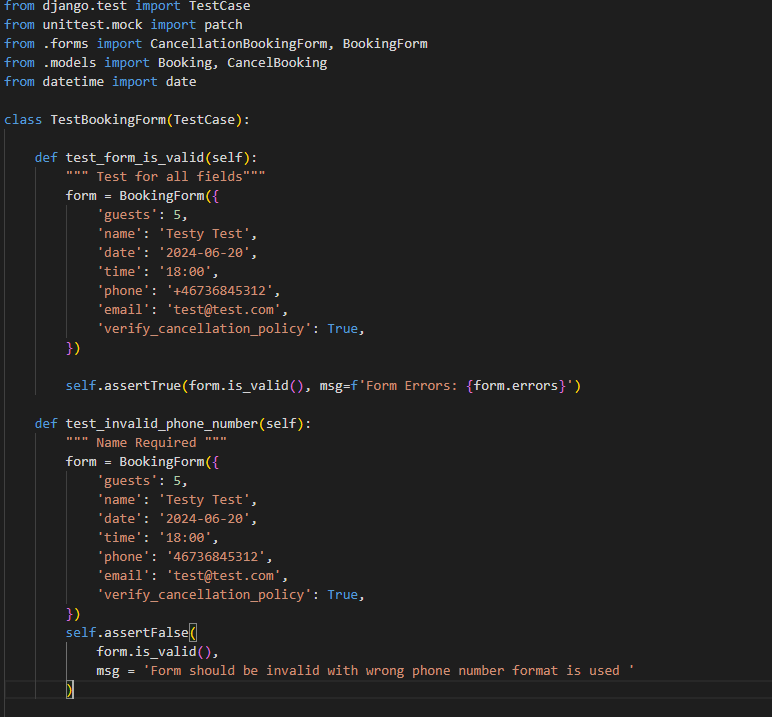 from django.test import TestCase
from unittest.mock import patch
from .forms import CancellationBookingForm, BookingForm
from .models import Booking, CancelBooking
from datetime import date
class TestBookingForm(TestCase):
    def test_form_is_valid(self):
        """ Test for all fields"""
        form = BookingForm({
            'guests': 5,
            'name': 'Testy Test',
            'date': '2024-06-20',
            'time': '18:00',
            'phone': '+46736845312',
            'email': 'test@test.com',
            'verify_cancellation_policy': True,
        })
        self.assertTrue(form.is_valid(), msg=f'Form Errors: {form.errors}')
    def test_invalid_phone_number(self):
        """ Name Required """
        form = BookingForm({
            'guests': 5,
            'name': 'Testy Test',
            'date': '2024-06-20',
            'time': '18:00',
            'phone': '46736845312',
            'email': 'test@test.com',
            'verify_cancellation_policy': True,
        })
        self.assertFalse(
            form.is_valid(),
            msg = 'Form should be invalid with wrong phone number format is used '
        )